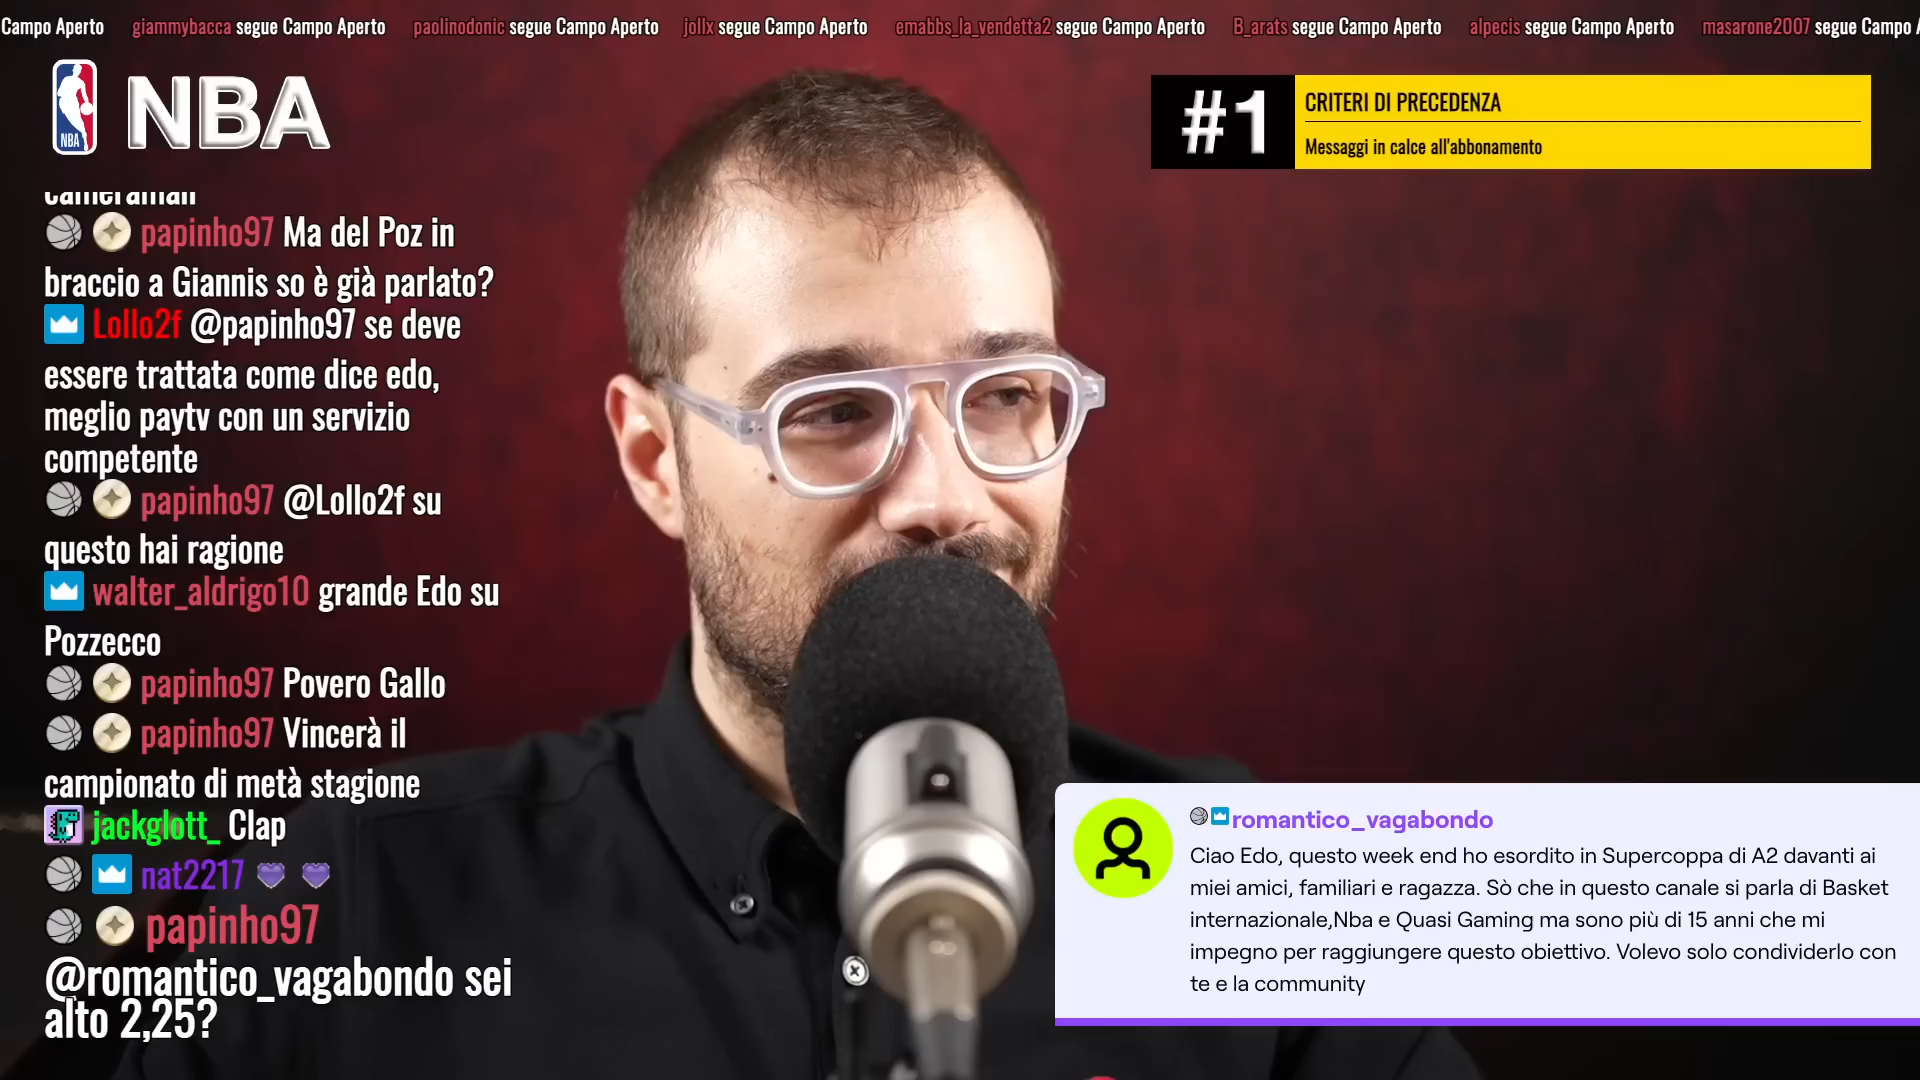 Campo Aperto giammybacca segue Campo Aperto paolinodonic segue Campo Aperto jollx segue Campo Aperto emabbs_la_vendetta2 segue Campo Aperto B_arats segue Campo Aperto alpecis segue Campo Aperto masarone2007 segue Campo
NBA
NBA
#1
CRITERI DI PRECEDENZA
Messaggi in calce all'abbonamento
cameraman
papinho97 Ma del Poz in
braccio a Giannis so è già parlato?
Lollo2f @papinho97 se deve
essere trattata come dice edo,
meglio paytv con un servizio
competente
papinho97 @Lollo2f su
questo hai ragione
walter_aldrigo10 grande Edo su
Pozzecco
papinho97 Povero Gallo
papinho97 Vincerà il
campionato di metà stagione
jackglott_ Clap
nat2217
papinho97
@romantico_vagabondo sei
alto 2,25?
romantico_vagabondo
Ciao Edo, questo week end ho esordito in Supercoppa di A2 davanti ai
miei amici, familiari e ragazza. Sò che in questo canale si parla di Basket
internazionale,Nba e Quasi Gaming ma sono più di 15 anni che mi
impegno per raggiungere questo obiettivo. Volevo solo condividerlo con
te e la community